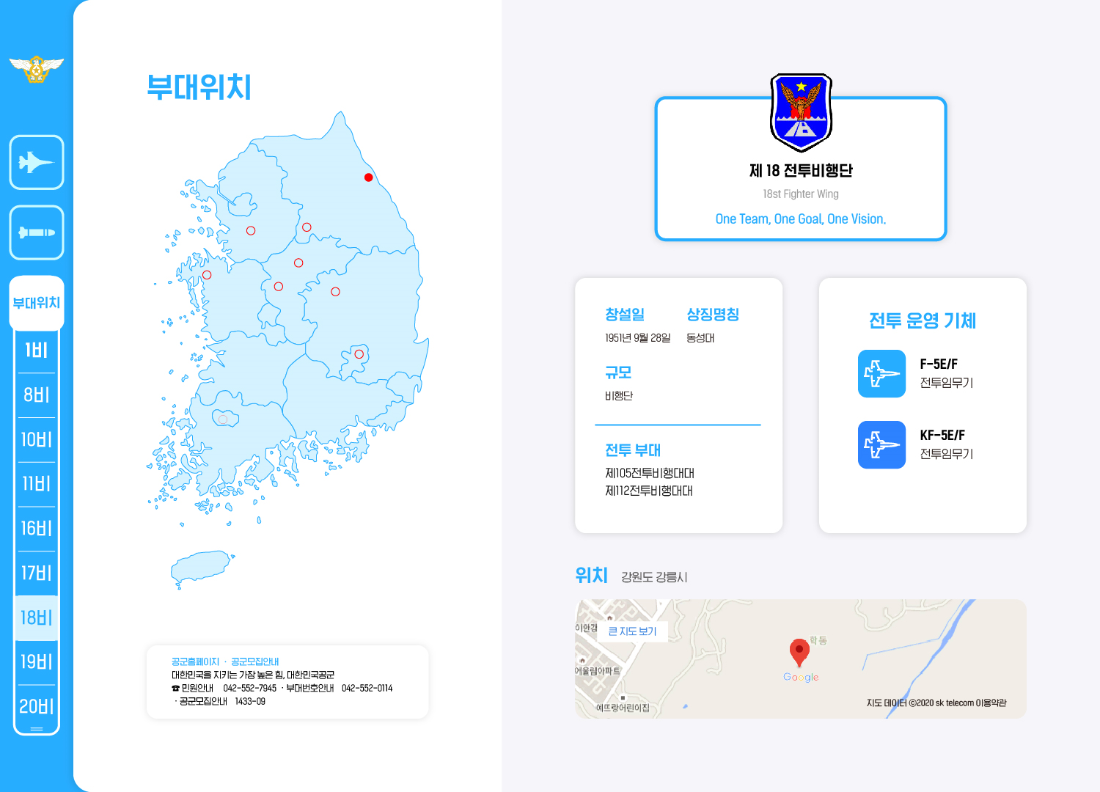 부대위치
1비
8비
10비
11비
16비
17비
18비
19비
20비
부대위치
공군홈페이지 · 공군모집안내
대한민국을 지키는 가장 높은 힘, 대한민국공군
☎ 민원안내 042-552-7945 · 부대번호안내 042-552-0114
· 공군모집안내 1433-09
18
제 18 전투비행단
18st Fighter Wing
One Team, One Goal, One Vision.
창설일
1951년 9월 28일
상징명칭
동성대
규모
비행단
전투 부대
제105전투비행대대
제112전투비행대대
전투 운영 기체
F-5E/F
전투임무기
KF-5E/F
전투임무기
위치 강원도 강릉시
이안경
큰 지도 보기
학동
어울림아파트
Google
예뜨랑어린이집
지도 데이터 ©2020 sk telecom 이용약관